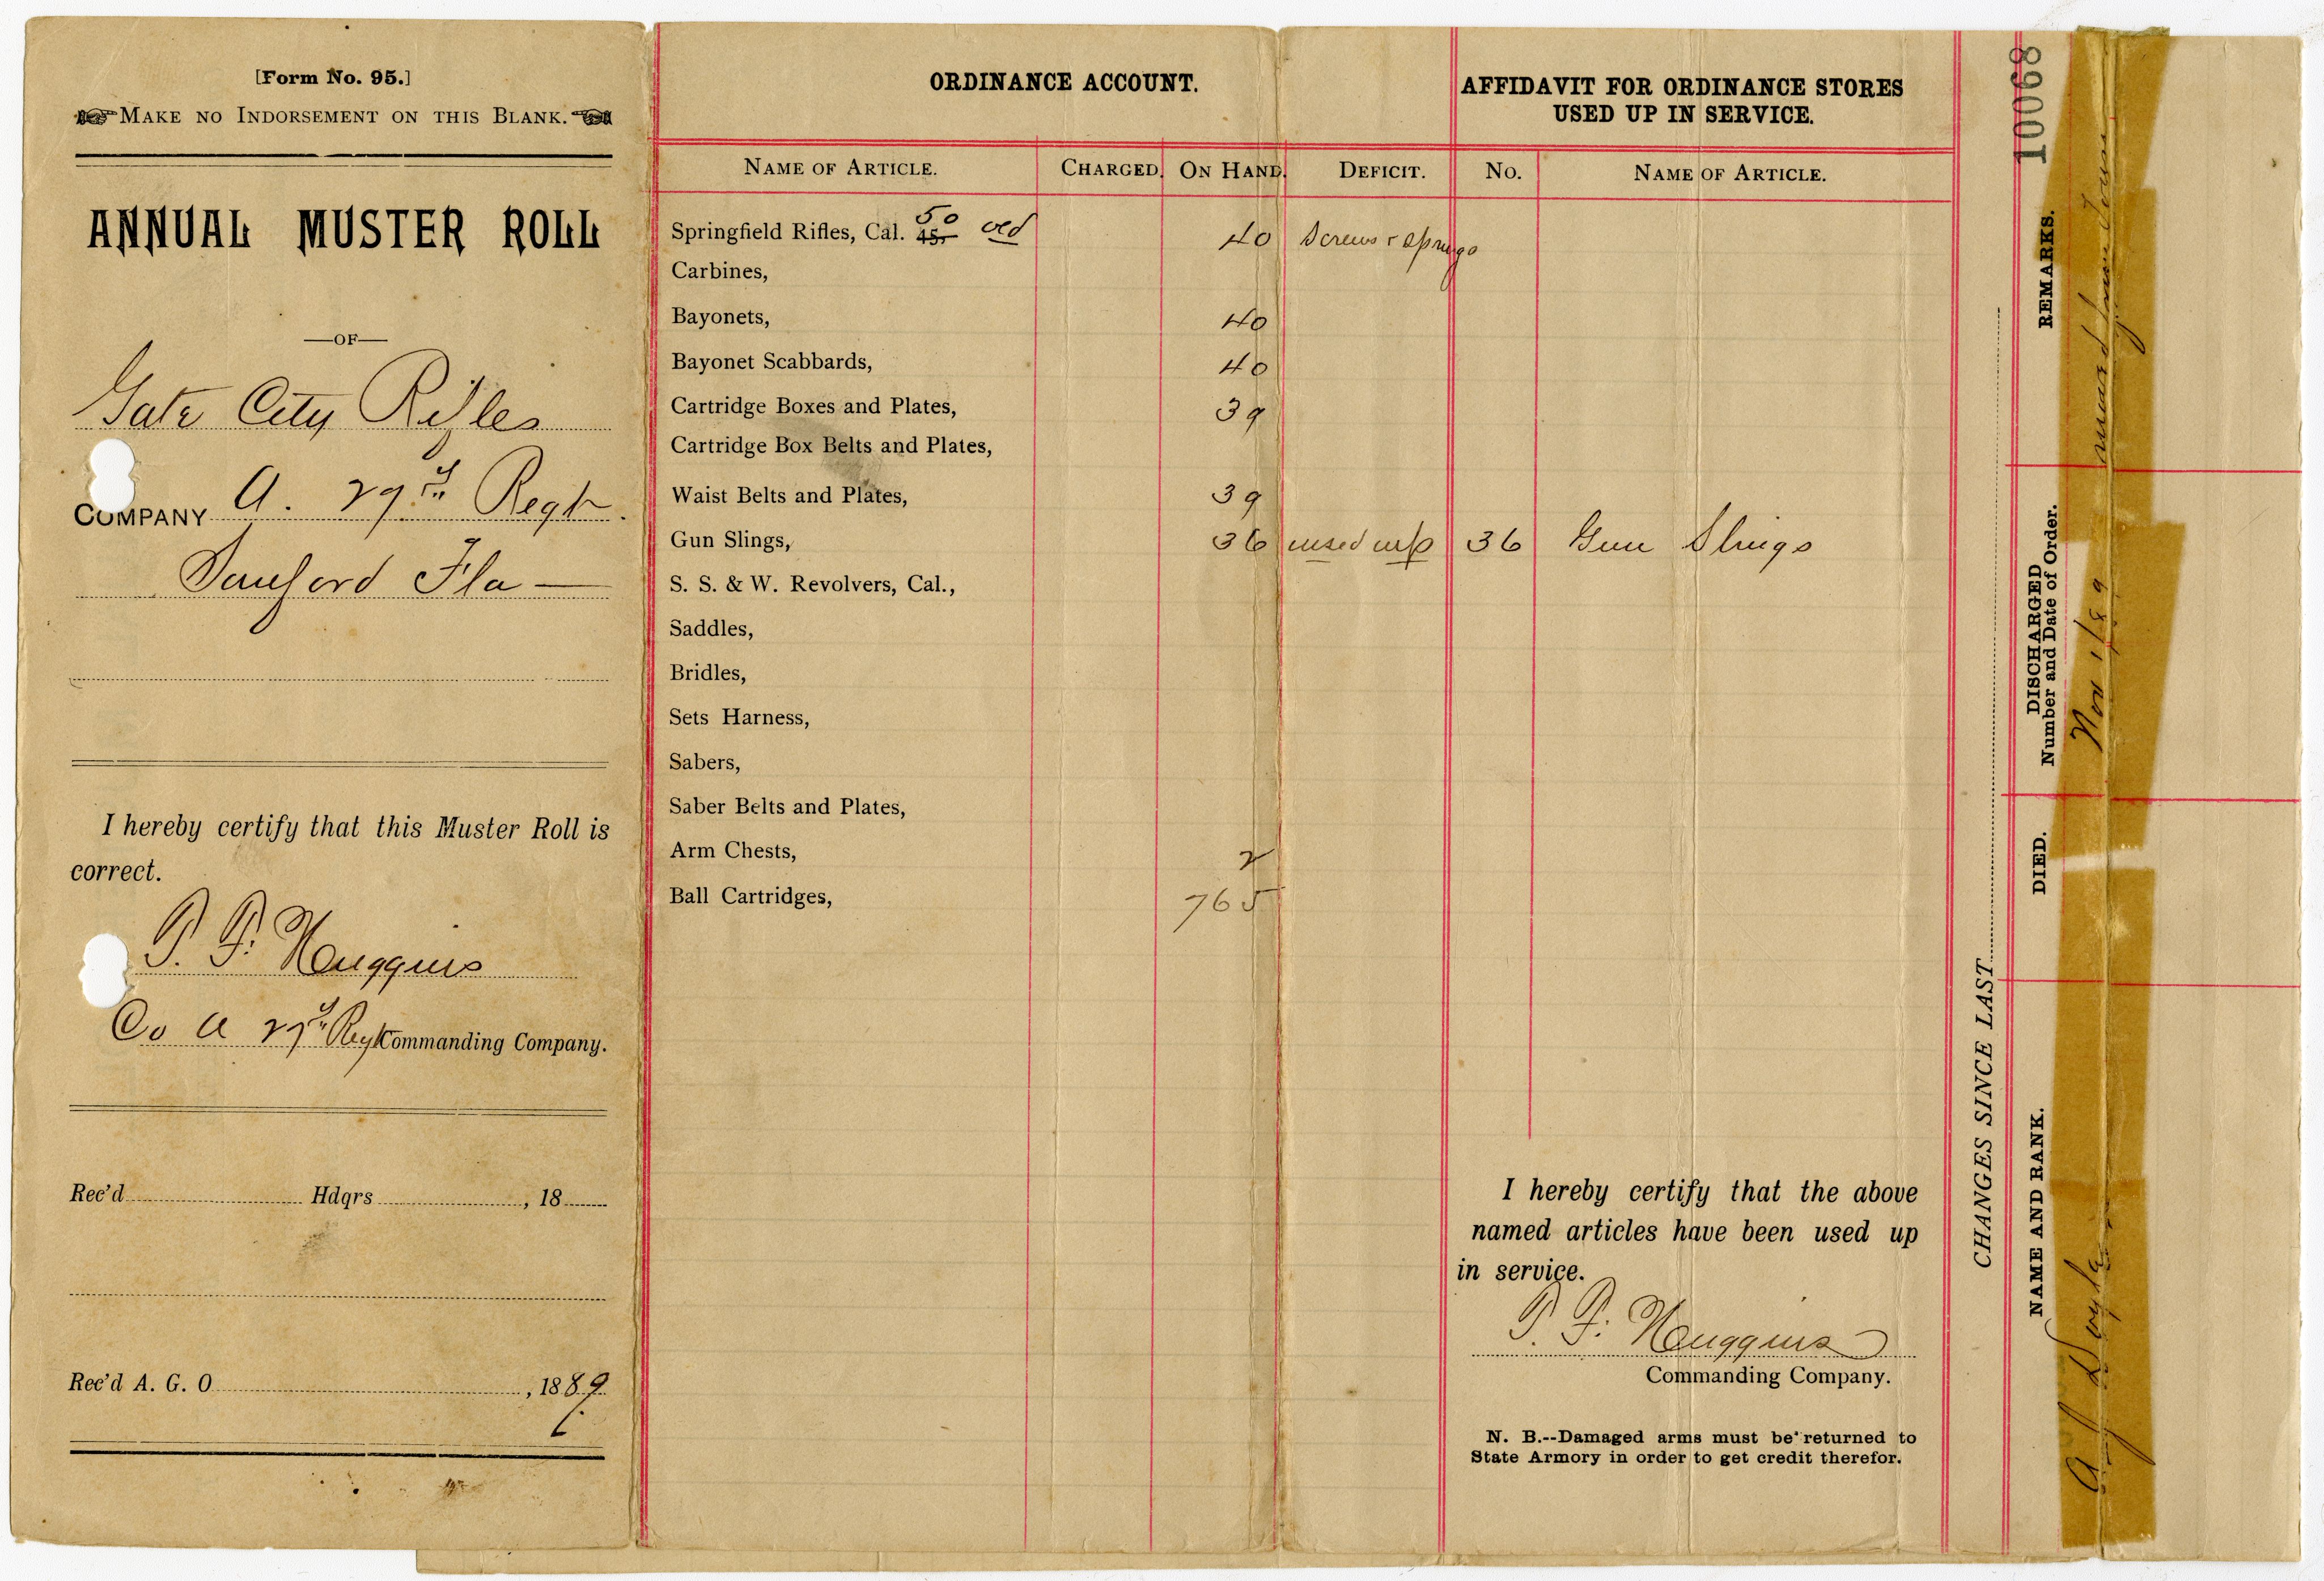 [Form No. 95.]
MAKE NO INDORSEMENT ON THIS BLANK.
ANNUAL MUSTER ROLL
—OF—
Gate City Rifles
COMPANY A. 29th Regt.
Sanford Fla —
I hereby certify that this Muster Roll is
correct.
Co A Regt Commanding Company.
Rec'd Hdqrs , 18
Rec'd A. G. O , 1889
ORDINANCE ACCOUNT.
NAME OF ARTICLE. CHARGED. ON HAND. DEFICIT.
Springfield Rifles, Cal. 45. 50 old 40 Screws & Springs
Carbines,
Bayonets, 40
Bayonet Scabbards, 40
Cartridge Boxes and Plates, 39
Cartridge Box Belts and Plates,
Waist Belts and Plates, 39
Gun Slings, 36 used up
S. S. & W. Revolvers, Cal.,
Saddles,
Bridles,
Sets Harness,
Sabers,
Saber Belts and Plates,
Arm Chests, 2
Ball Cartridges, 765
AFFIDAVIT FOR ORDINANCE STORES
USED UP IN SERVICE.
NO. NAME OF ARTICLE.
36 Gun Slings
I hereby certify that the above
named articles have been used up
in service.
Commanding Company.
N. B.--Damaged arms must be returned to
State Armory in order to get credit therefor.
CHANGES SINCE LAST
NAME AND RANK. DIED. DISCHARGED Number and Date of Order. REMARKS.
10068
Nov 1/89 moved from Town